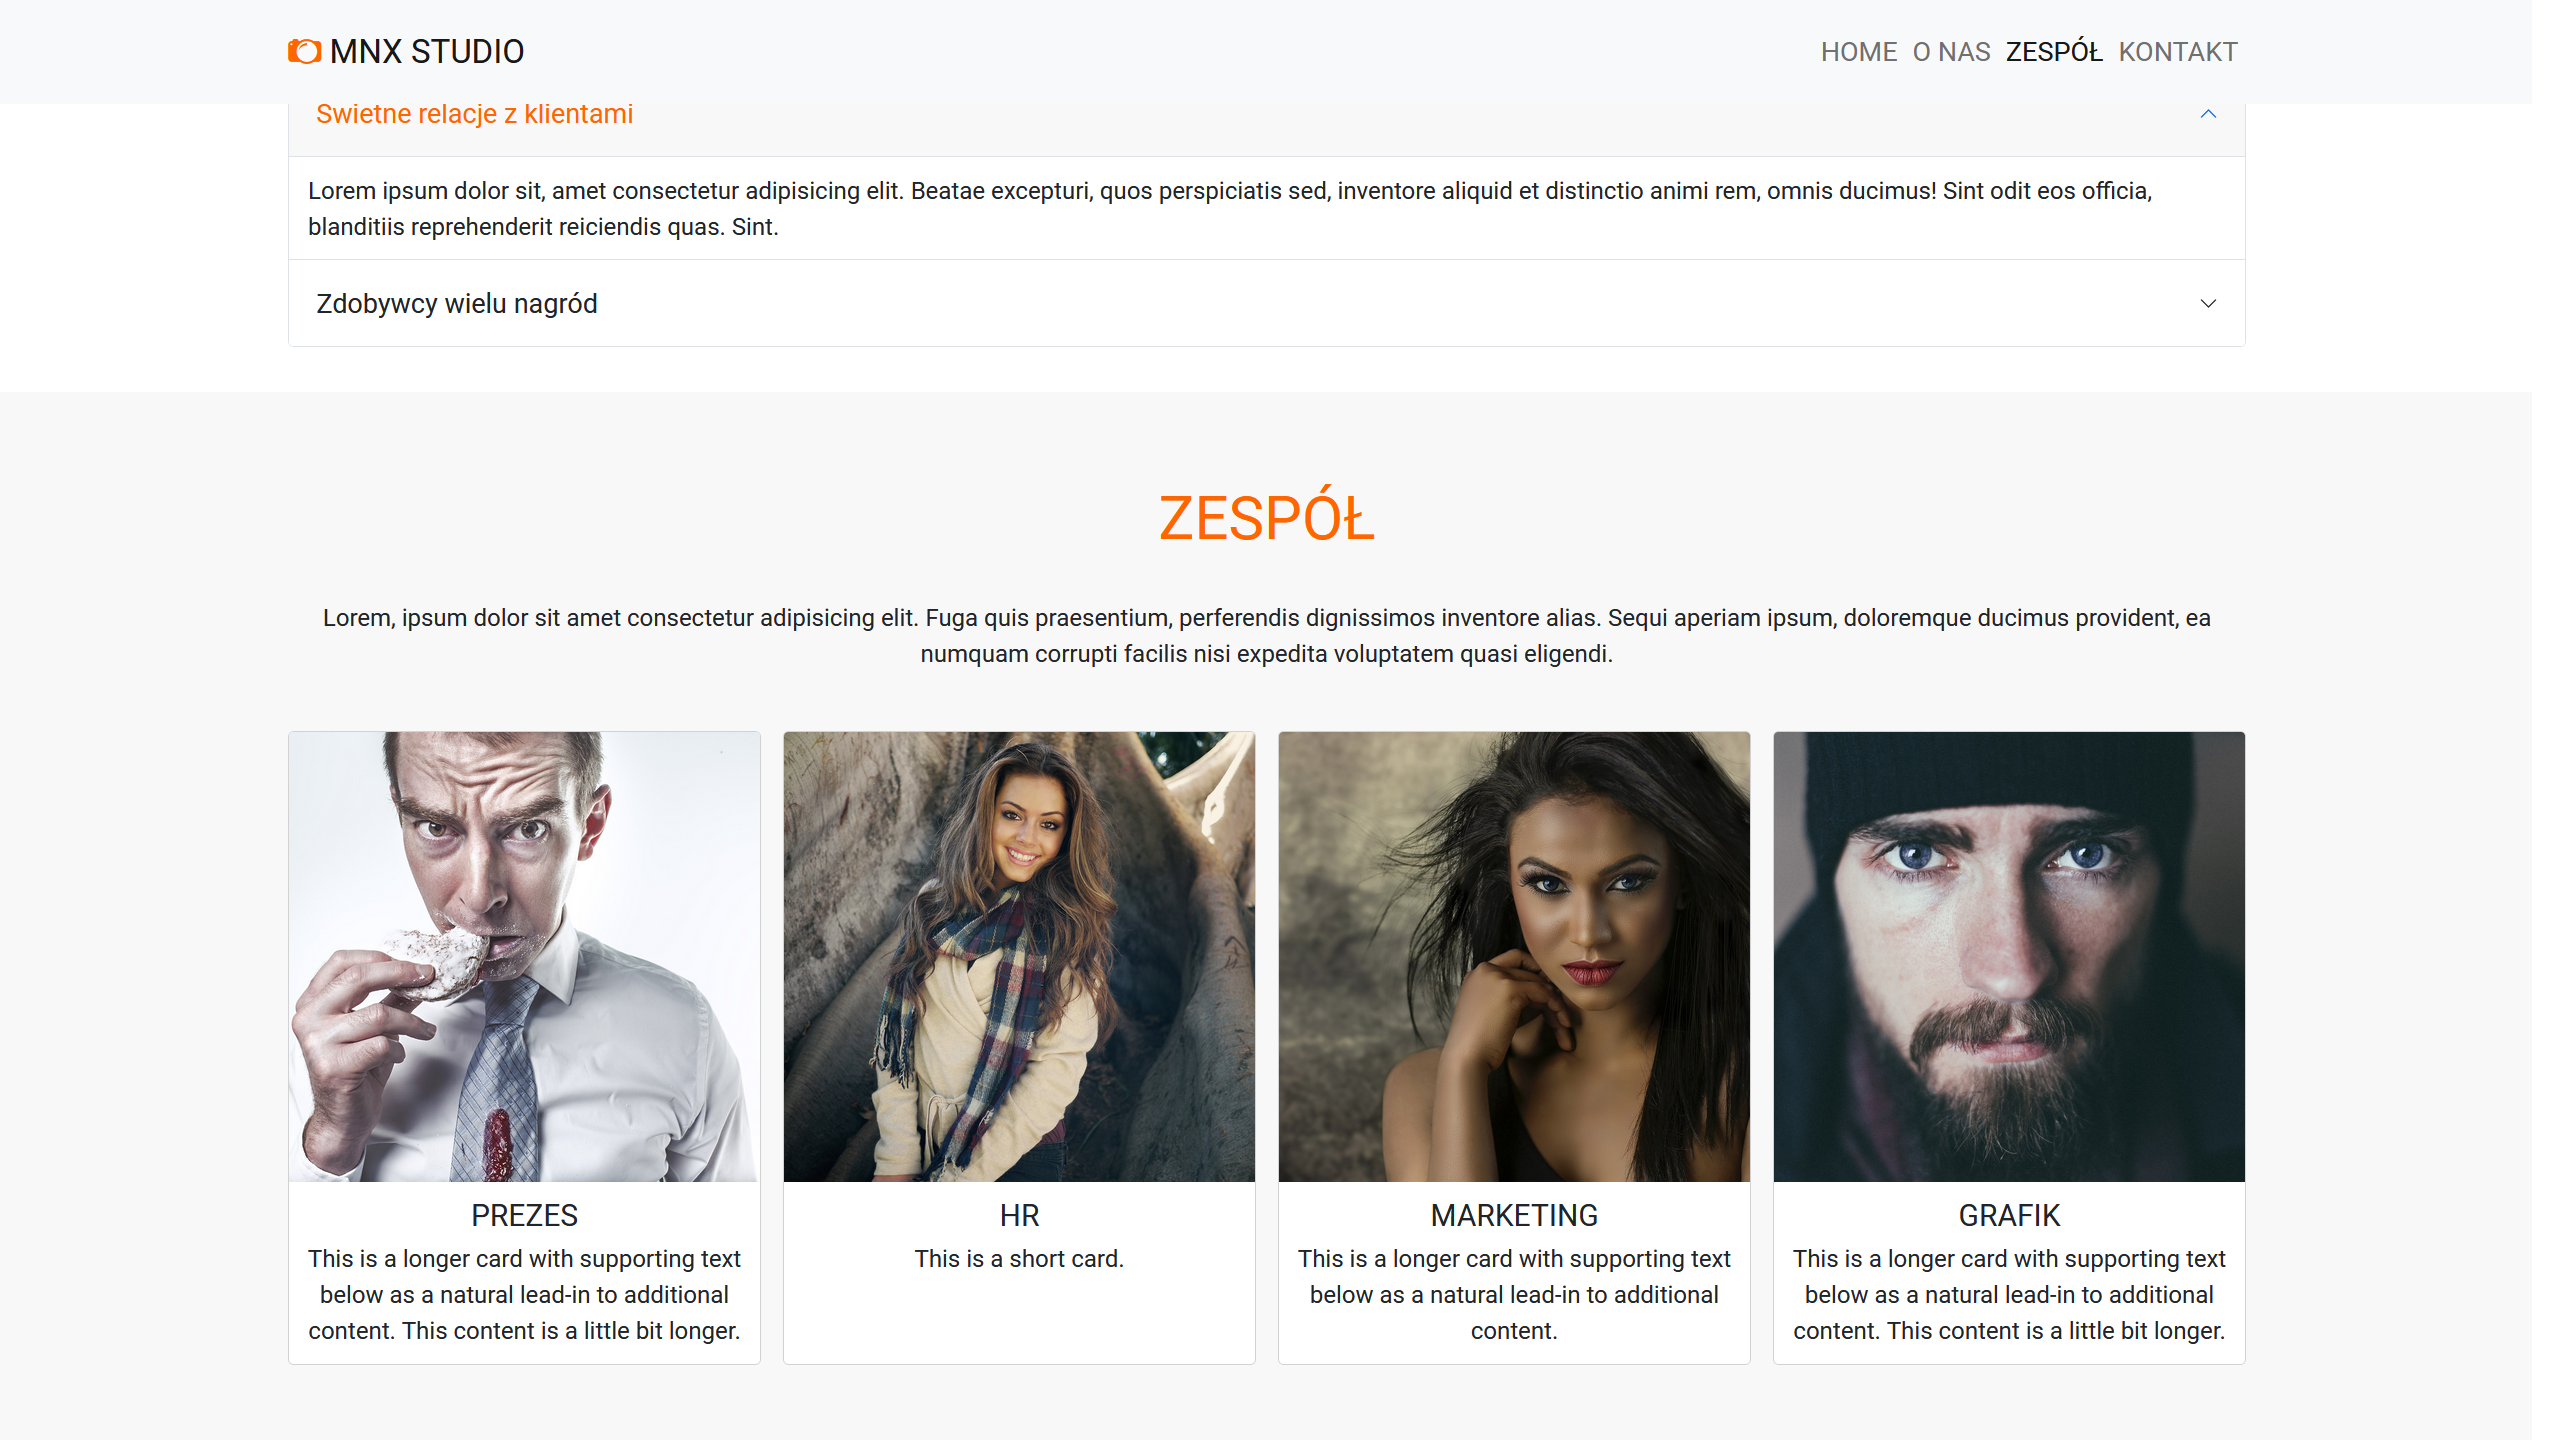 MNX STUDIO
HOME O NAS ZESPÓŁ KONTAKT
Swietne relacje z klientami
Lorem ipsum dolor sit, amet consectetur adipisicing elit. Beatae excepturi, quos perspiciatis sed, inventore aliquid et distinctio animi rem, omnis ducimus! Sint odit eos officia,
blanditiis reprehenderit reiciendis quas. Sint.
Zdobywcy wielu nagród
ZESPÓŁ
Lorem, ipsum dolor sit amet consectetur adipisicing elit. Fuga quis praesentium, perferendis dignissimos inventore alias. Sequi aperiam ipsum, doloremque ducimus provident, ea
numquam corrupti facilis nisi expedita voluptatem quasi eligendi.
PREZES
This is a longer card with supporting text
below as a natural lead-in to additional
content. This content is a little bit longer.
HR
This is a short card.
MARKETING
This is a longer card with supporting text
below as a natural lead-in to additional
content.
GRAFIK
This is a longer card with supporting text
below as a natural lead-in to additional
content. This content is a little bit longer.